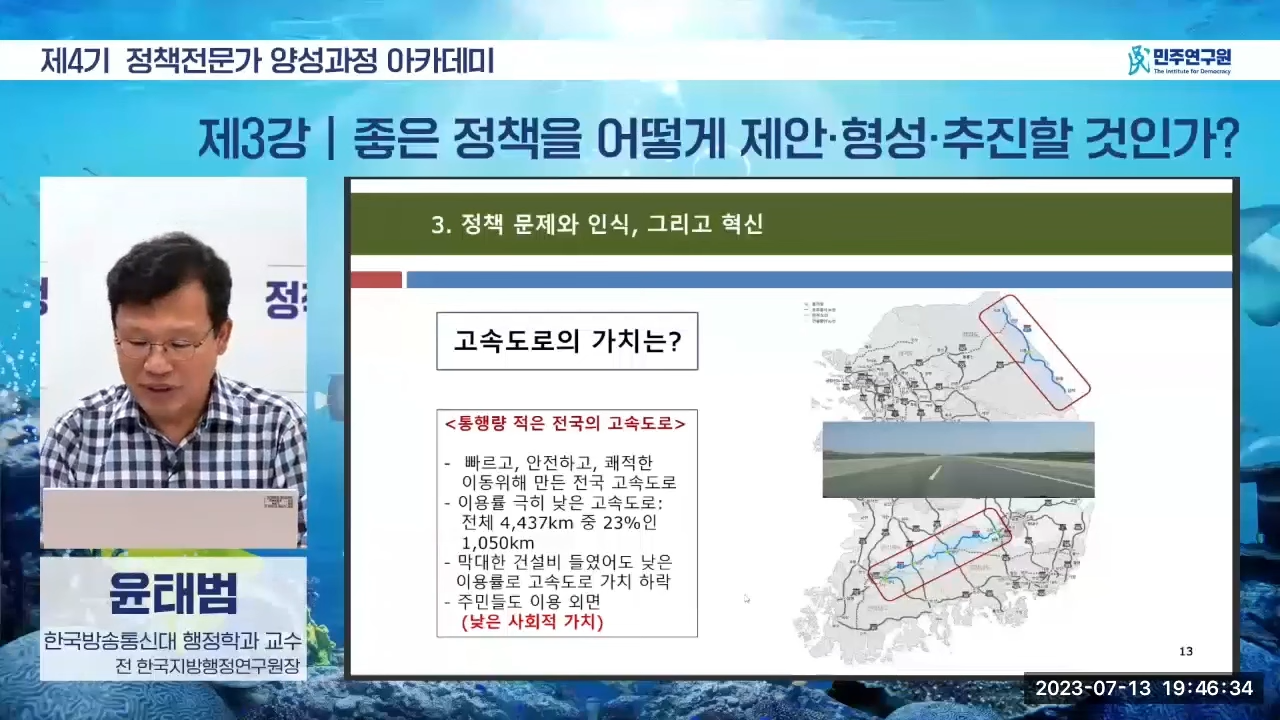 제4기 정책전문가 양성과정 아카데미
민주연구원
The Institute for Democracy
제3강 | 좋은 정책을 어떻게 제안·형성·추진할 것인가?
정책
3. 정책 문제와 인식, 그리고 혁신
고속도로의 가치는?
<통행량 적은 전국의 고속도로>
- 빠르고, 안전하고, 쾌적한
이동위해 만든 전국 고속도로
- 이용률 극히 낮은 고속도로:
전체 4,437km 중 23%인
1,050km
- 막대한 건설비 들였어도 낮은
이용률로 고속도로 가치 하락
- 주민들도 이용 외면
(낮은 사회적 가치)
13
윤태범
한국방송통신대 행정학과 교수
전 한국지방행정연구원장
2023-07-13 19:46:34